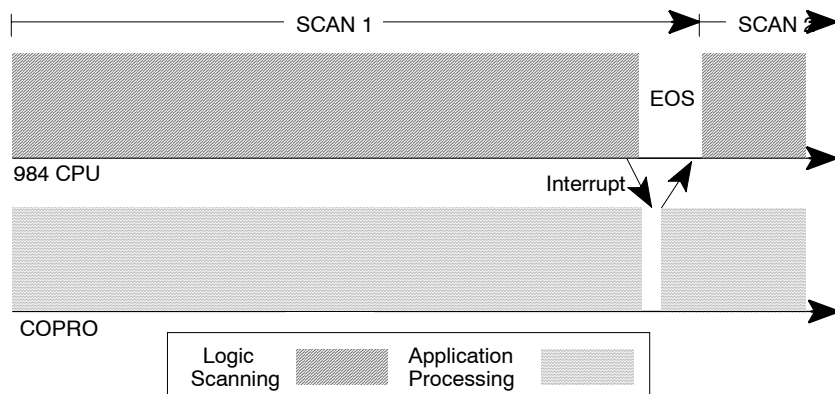 SCAN 1
SCAN 2
EOS
984 CPU
Interrupt
COPRO
Logic Scanning
Application Processing